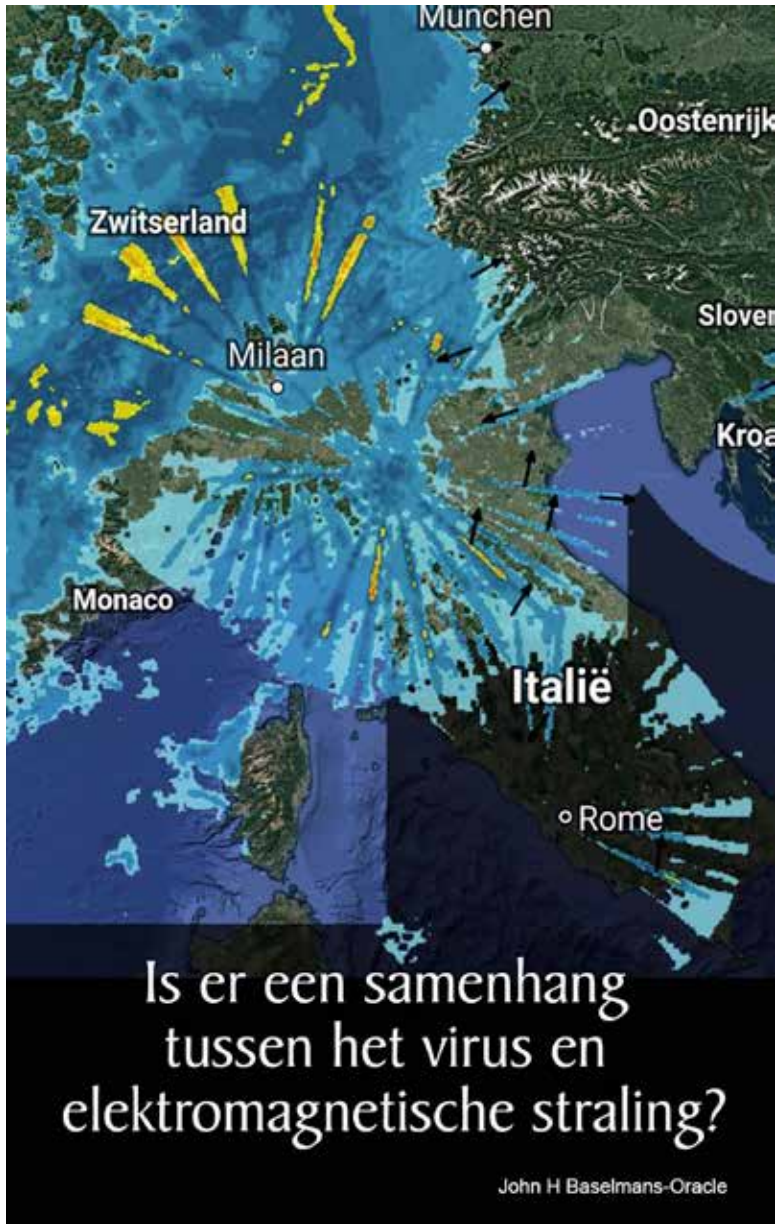 Munchen
Oostenrijk
Zwitserland
Slover
Milaan
Kroa
Monaco
Italië
Rome
Is er een samenhang
tussen het virus en
elektromagnetische straling?
John H Baselmans-Oracle